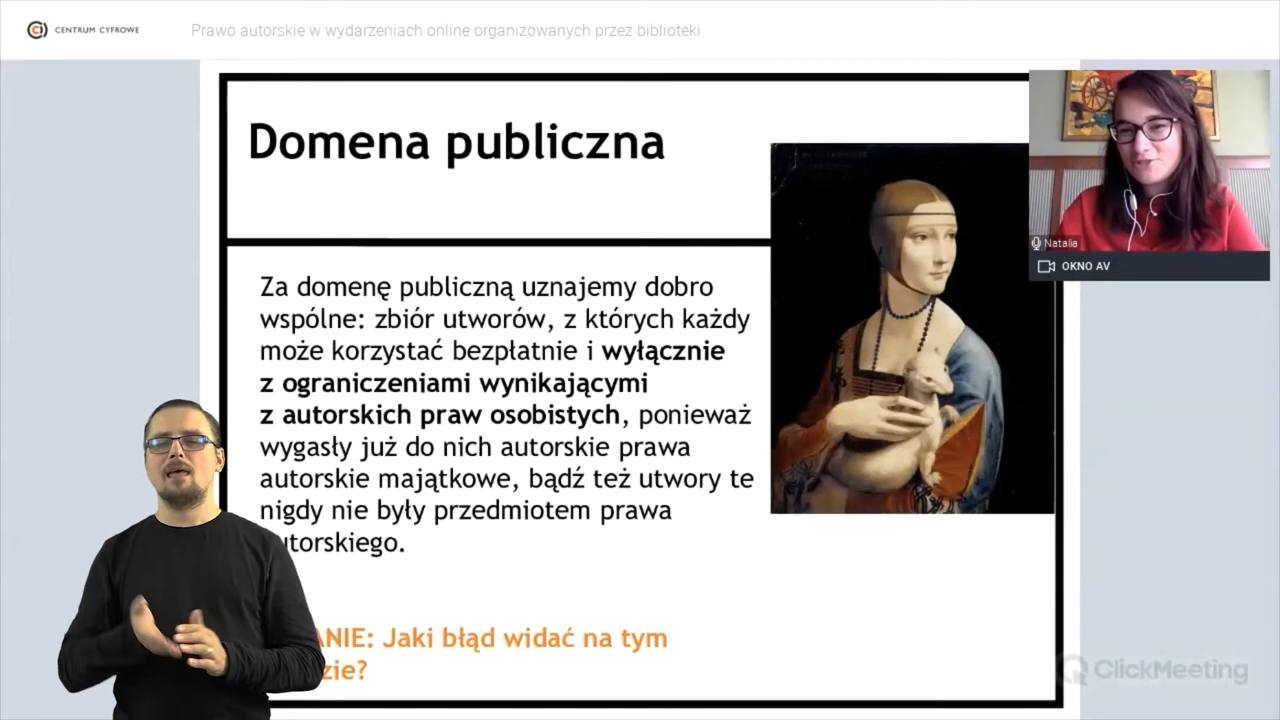 CENTRUM CYFROWE
Prawo autorskie w wydarzeniach online organizowanych przez biblioteki
Domena publiczna
Za domenę publiczną uznajemy dobro
wspólne: zbiór utworów, z których każdy
może korzystać bezpłatnie i wyłącznie
z ograniczeniami wynikającymi
z autorskich praw osobistych, ponieważ
wygasły już do nich autorskie prawa
autorskie majątkowe, bądź też utwory te
nigdy nie były przedmiotem prawa
utorskiego.
ANIE: Jaki błąd widać na tym
zie?
Natalia
OKNO AV
ClickMeeting